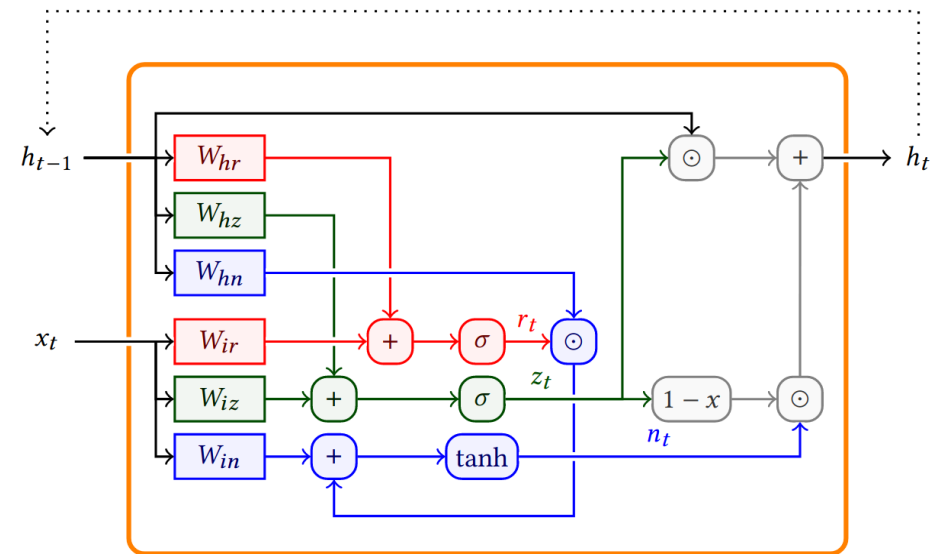 h_{t−1} W_{hr} ⊙ + h_t
W_{hz}
W_{hn}
x_t W_{ir} + σ r_t ⊙
W_{iz} + σ z_t 1 − x ⊙
W_{in} + tanh n_t